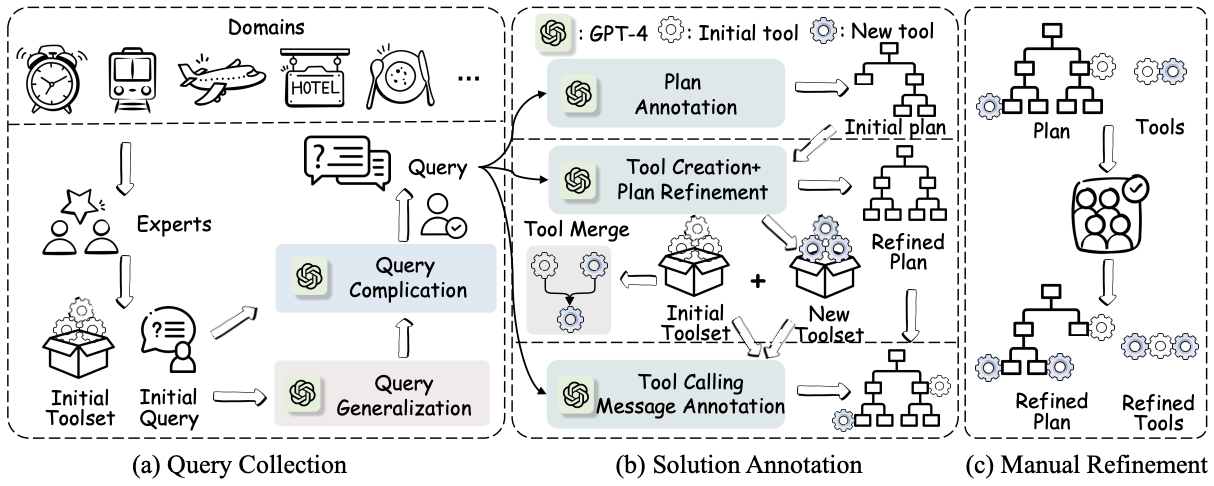 Domains
HOTEL
...
Experts
Initial
Toolset
Initial
Query
Query
Query
Complication
Query
Generalization
(a) Query Collection
: GPT-4
: Initial tool
: New tool
Plan
Annotation
Initial plan
Tool Creation+
Plan Refinement
Refined
Plan
Tool Merge
Initial
Toolset
+
New
Toolset
Tool Calling
Message Annotation
(b) Solution Annotation
Plan
Tools
Refined
Plan
Refined
Tools
(c) Manual Refinement